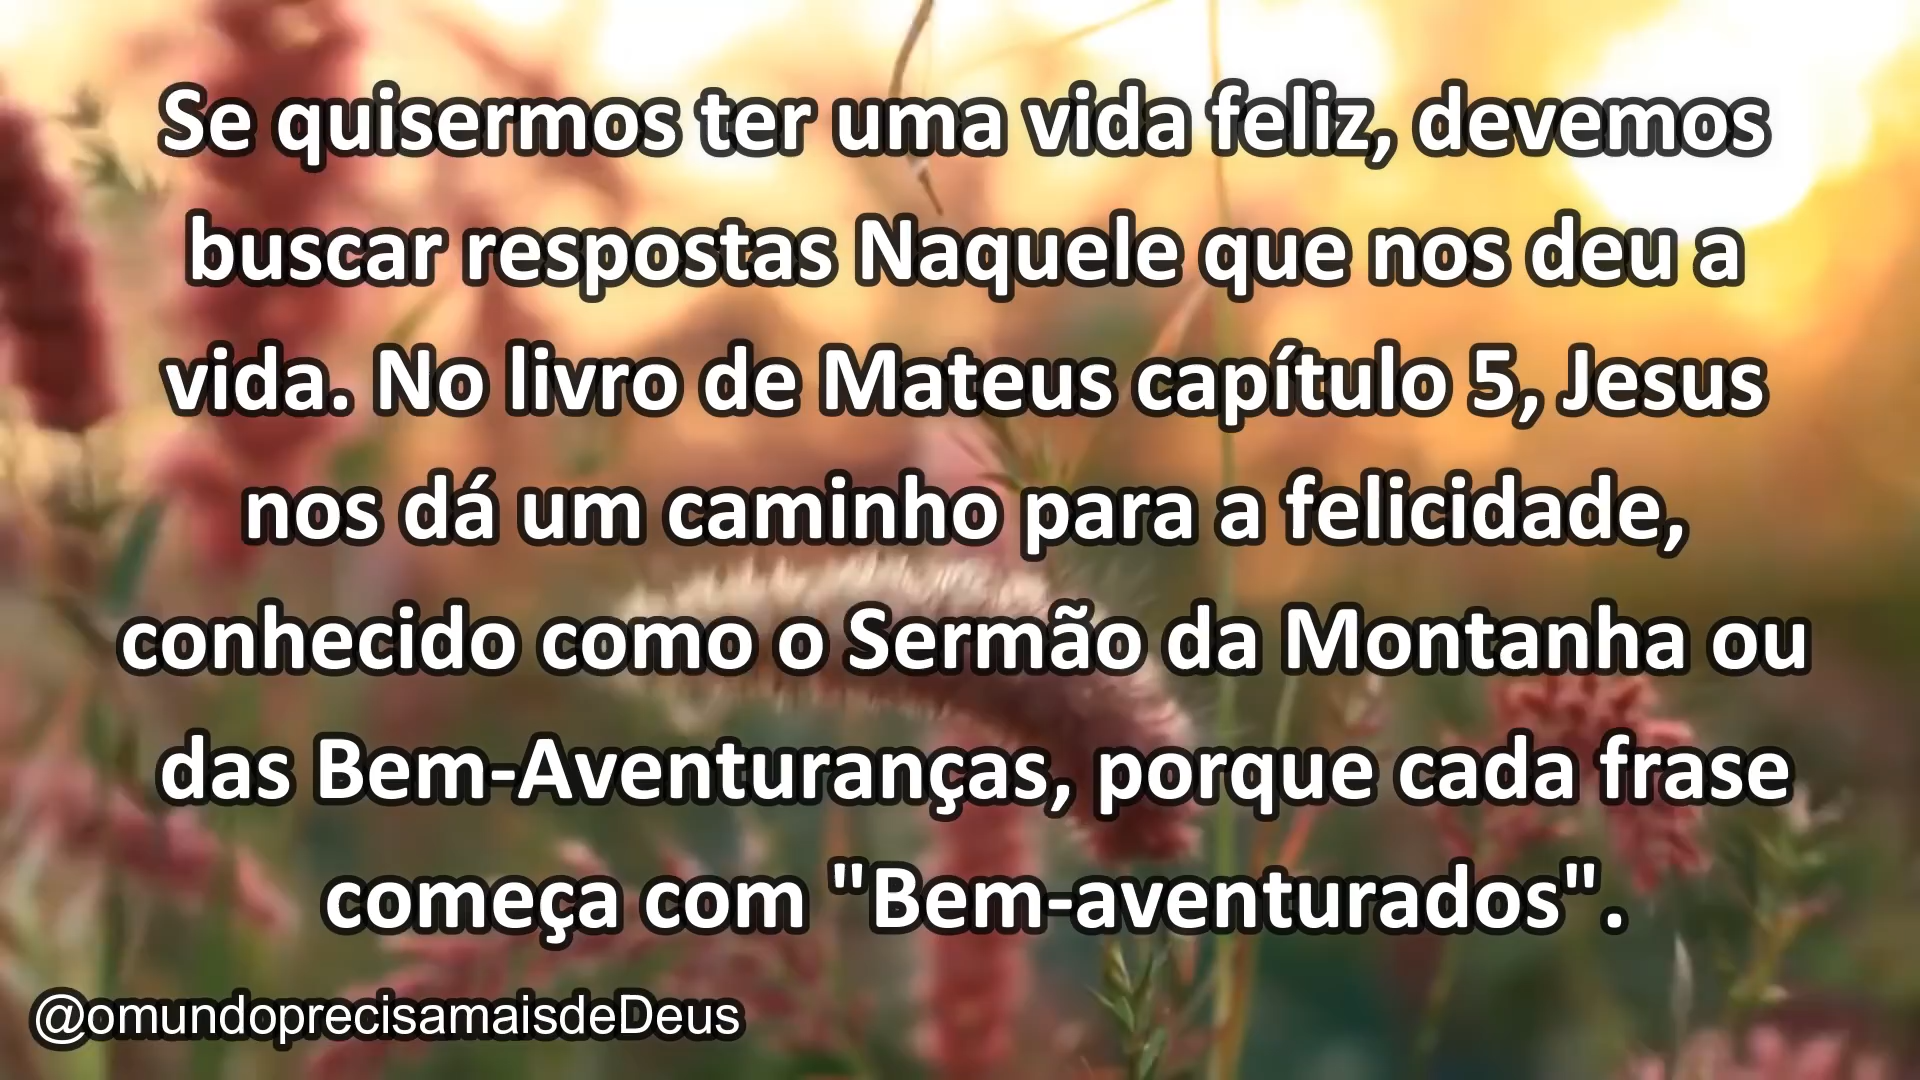 Se quisermos ter uma vida feliz, devemos
buscar respostas Naquele que nos deu a
vida. No livro de Mateus capítulo 5, Jesus
nos dá um caminho para a felicidade,
conhecido como o Sermão da Montanha ou
das Bem-Aventuranças, porque cada frase
começa com "Bem-aventurados".
@omundoprecisamaisdeDeus